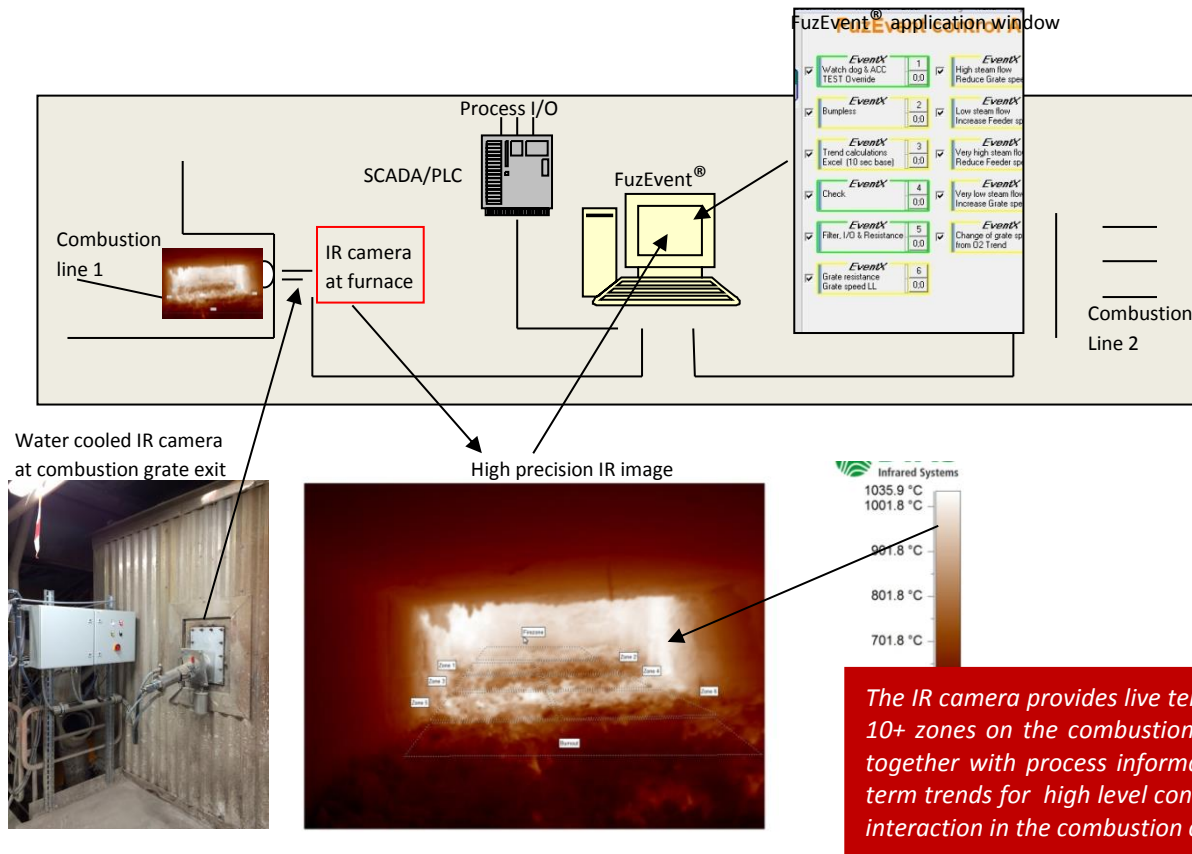 FuzEvent® application window
FuzEvent control A
EventX
Watch dog & ACC
TEST Overide
1
0;0
EventX
Bumpless
2
0;0
EventX
Trend calculations
Excel (10 sec base)
3
0;0
EventX
Check
4
0;0
EventX
Filter, I/O & Resistance
5
0;0
EventX
Grate resistance
Grate speed LL
6
0;0
EventX
High steam flow
Reduce Grate spee
EventX
Low steam flow
Increase Feeder sp
EventX
Very high steam flo
Reduce Feeder spe
EventX
Very low steam flow
Increase Grate spe
EventX
Change of grate sp
from O2 Trend
Process I/O
SCADA/PLC
FuzEvent®
Combustion
line 1
IR camera
at furnace
Combustion
Line 2
Water cooled IR camera
at combustion grate exit
High precision IR image
Firezone
Zone 1
Zone 2
Zone 3
Zone 4
Zone 5
Zone 6
Burnout
Infrared Systems
1035.9 °C
1001.8 °C
901.8 °C
801.8 °C
701.8 °C
The IR camera provides live te
10+ zones on the combustion
together with process inform
term trends for high level con
interaction in the combustion